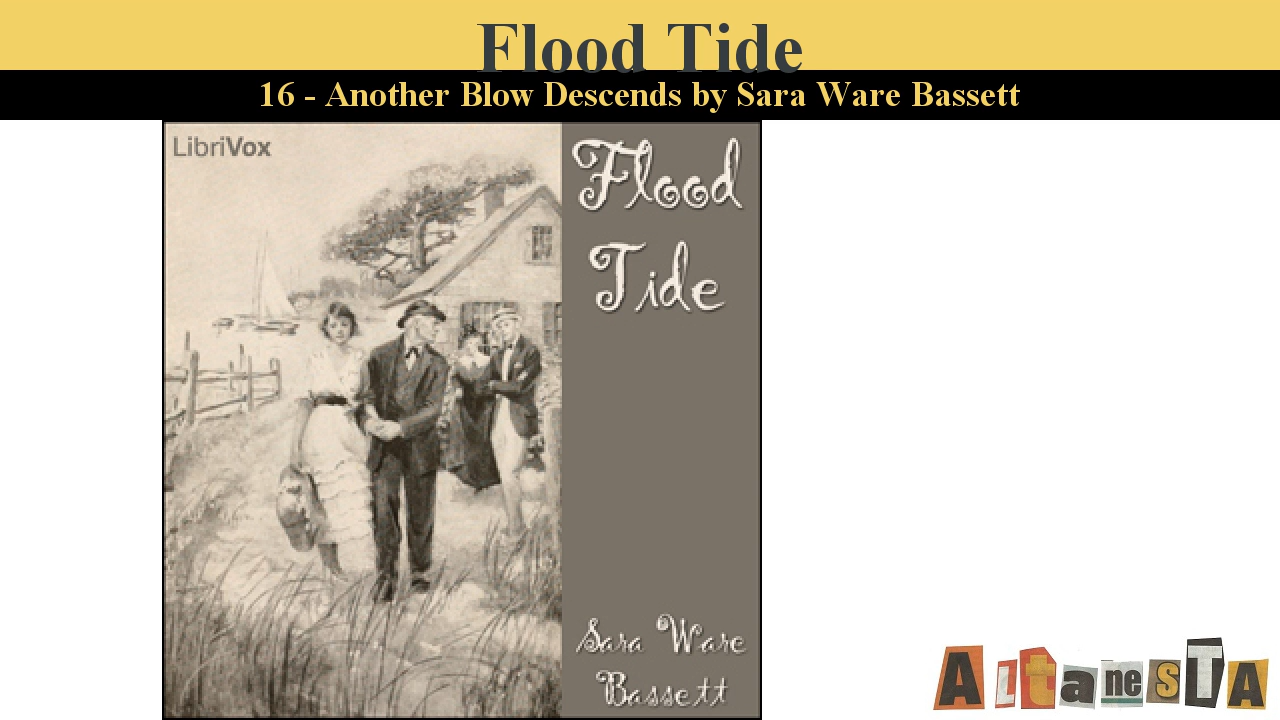 Flood Tide
16 - Another Blow Descends by Sara Ware Bassett
LibriVox
Flood
Tide
Sara Ware
Bassett
AltanesTA